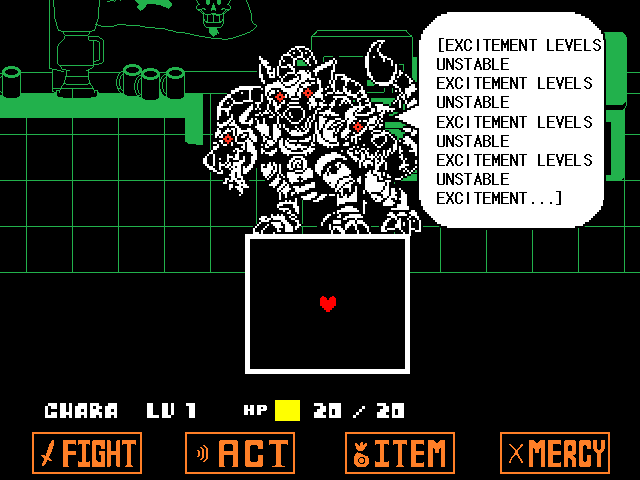 [EXCITEMENT LEVELS
UNSTABLE
EXCITEMENT LEVELS
UNSTABLE
EXCITEMENT LEVELS
UNSTABLE
EXCITEMENT LEVELS
UNSTABLE
EXCITEMENT...]
CHARA LV 1 HP 20 / 20
FIGHT ACT ITEM MERCY